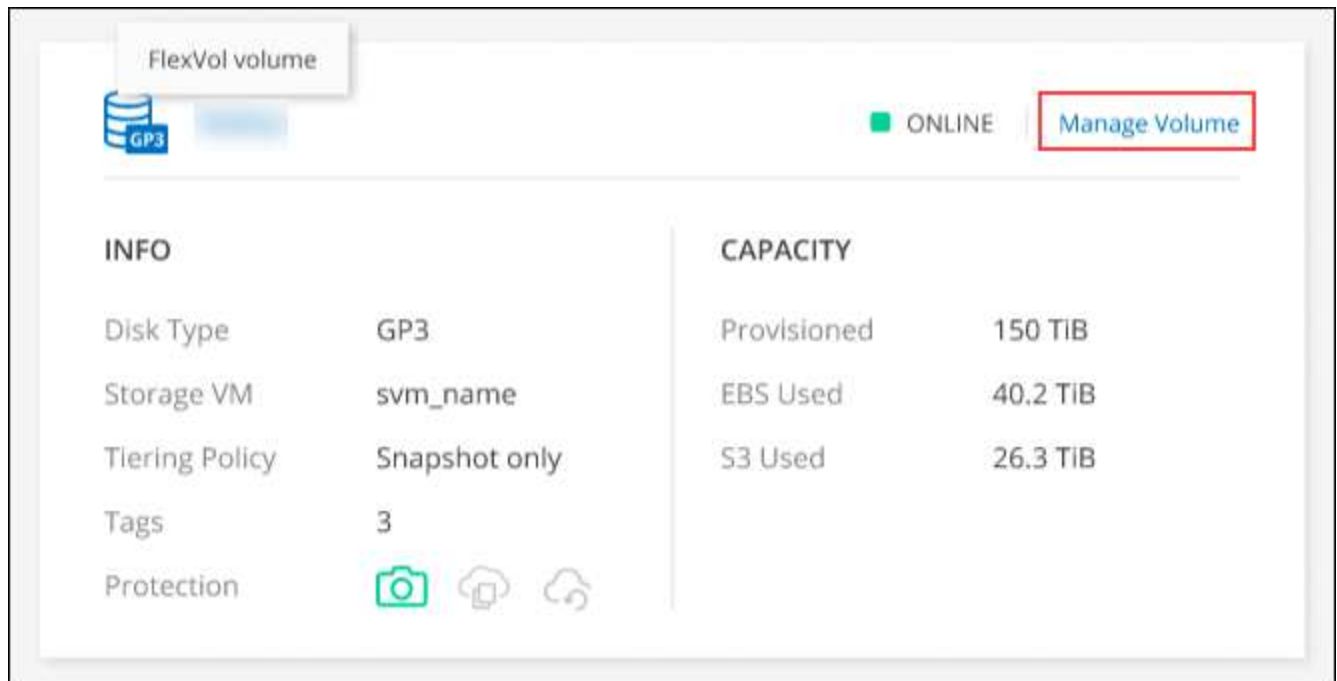 FlexVol volume
GP3
ONLINE
Manage Volume
INFO
Disk Type GP3
Storage VM svm_name
Tiering Policy Snapshot only
Tags 3
Protection
CAPACITY
Provisioned 150 TiB
EBS Used 40.2 TiB
S3 Used 26.3 TiB